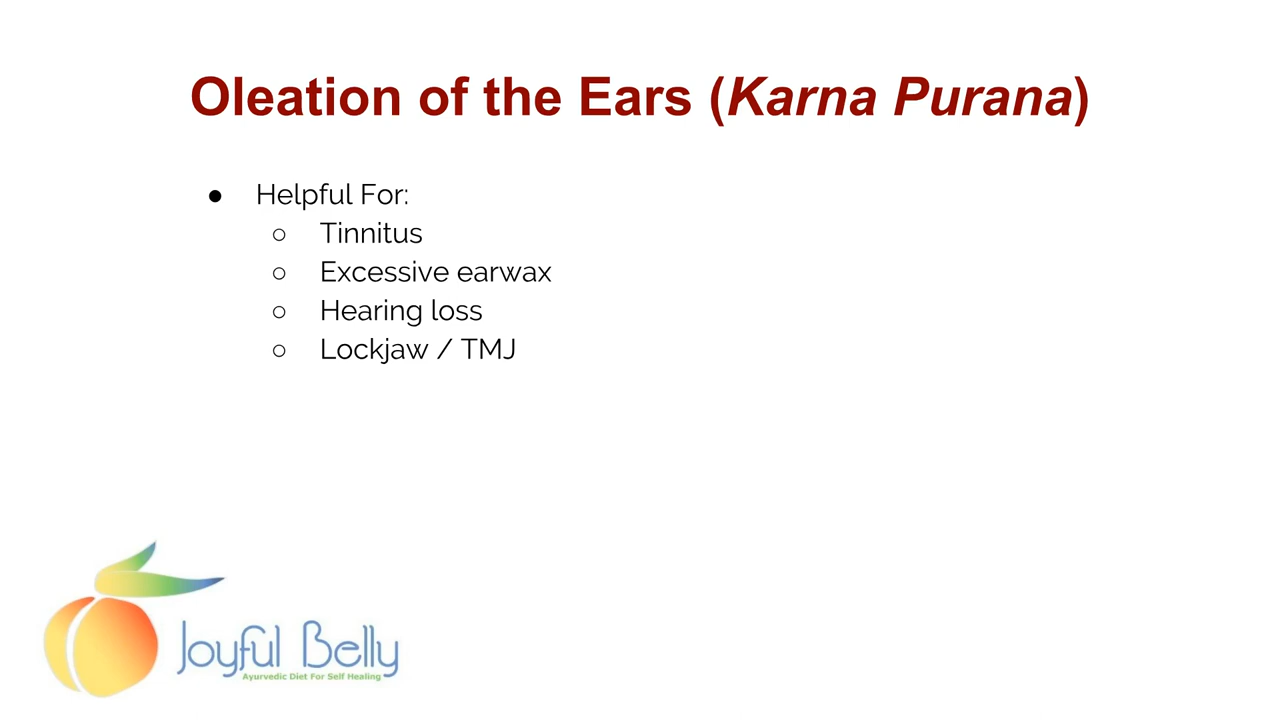 Oleation of the Ears (Karna Purana)
● Helpful For:
○ Tinnitus
○ Excessive earwax
○ Hearing loss
○ Lockjaw / TMJ
Joyful Belly
Ayurvedic Diet For Self Healing